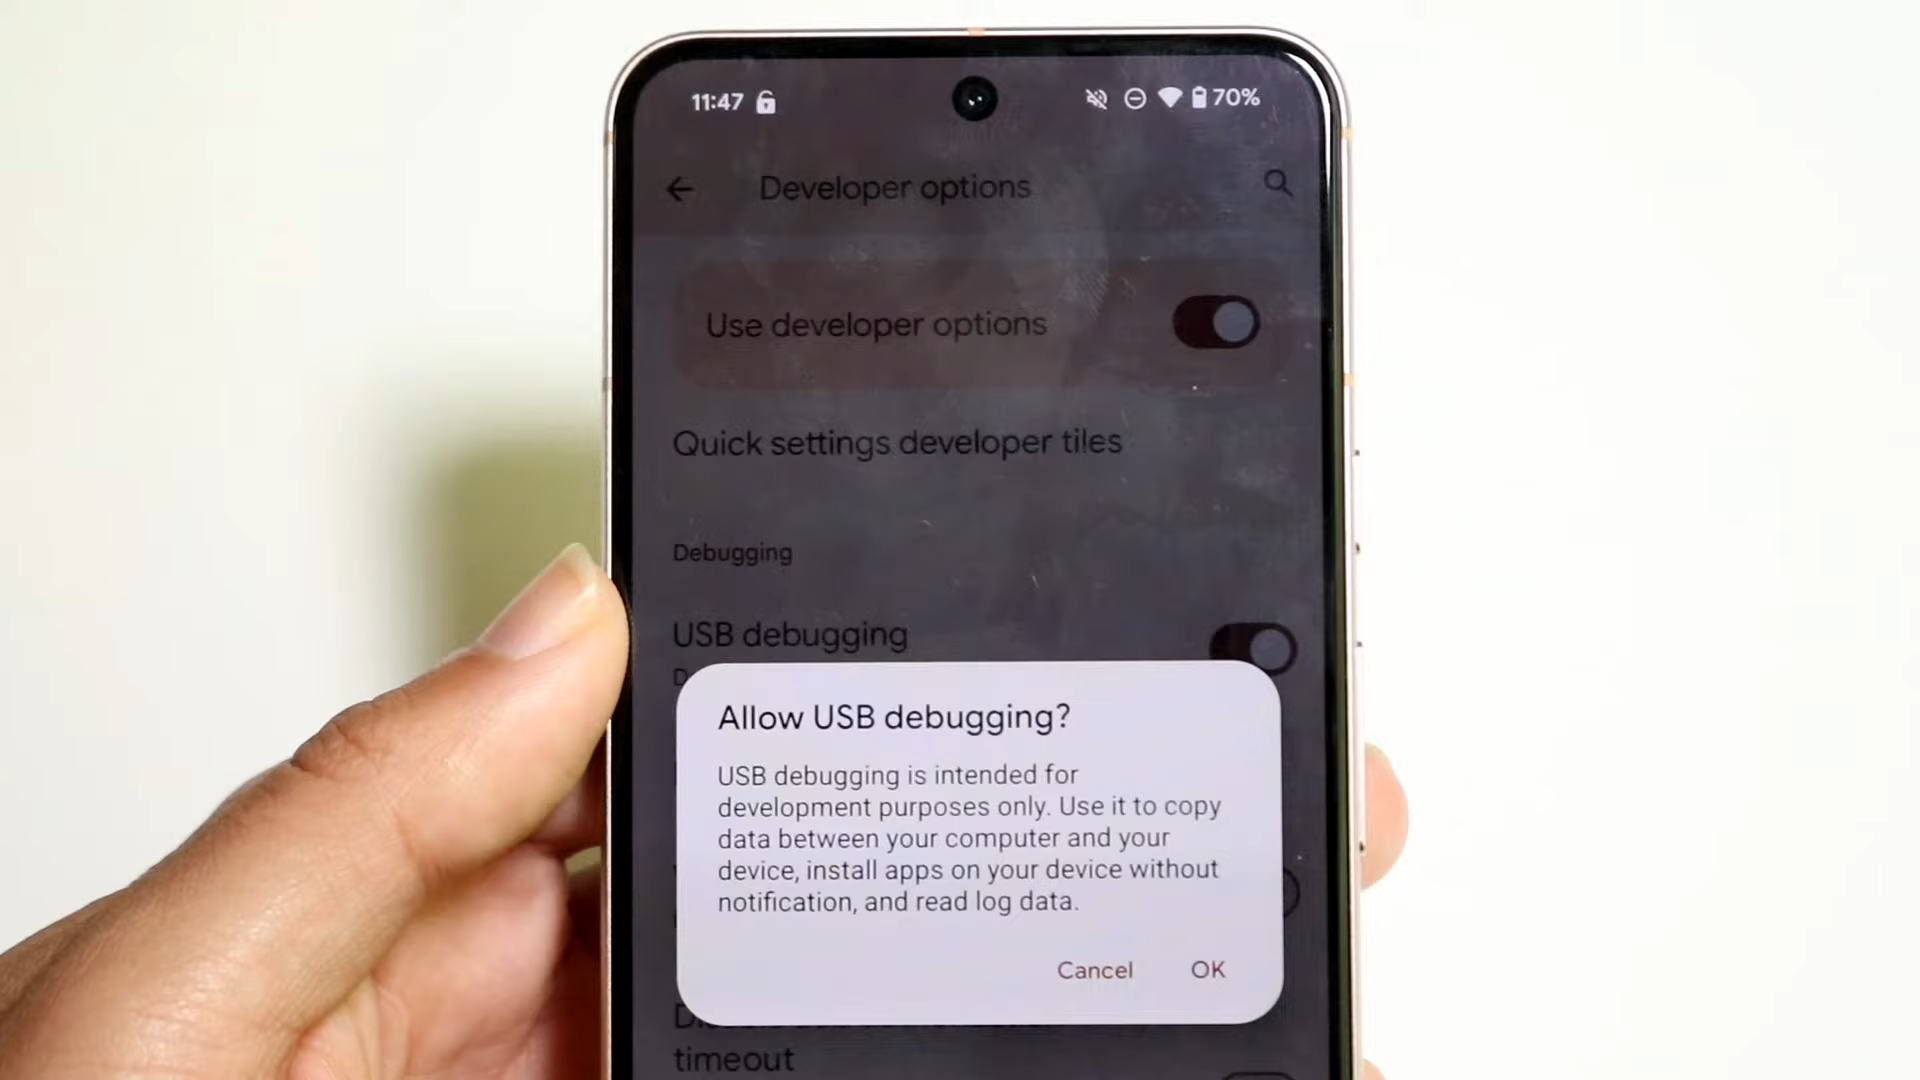 11:47 70%
Developer options
Use developer options
Quick settings developer tiles
Debugging
USB debugging
Allow USB debugging?
USB debugging is intended for
development purposes only. Use it to copy
data between your computer and your
device, install apps on your device without
notification, and read log data.
Cancel OK
timeout